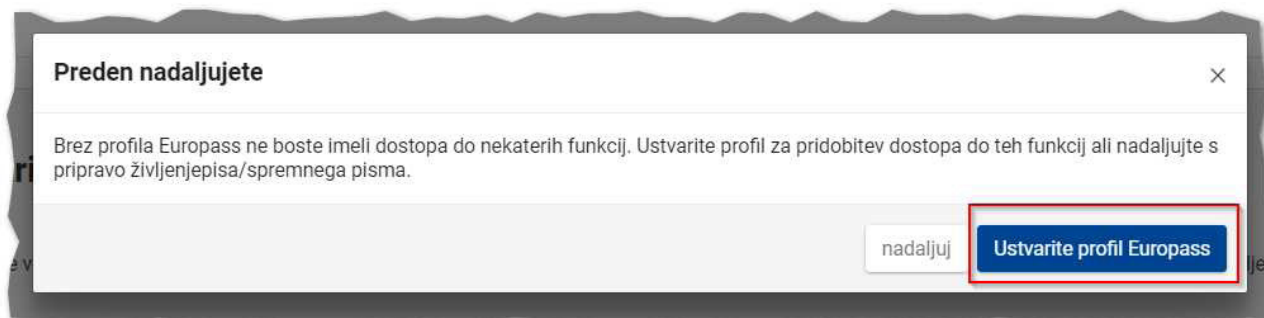 Preden nadaljujete
Brez profila Europass ne boste imeli dostopa do nekaterih funkcij. Ustvarite profil za pridobitev dostopa do teh funkcij ali nadaljujte s
pripravo življenjepisa/spremnega pisma.
nadaljuj
Ustvarite profil Europass